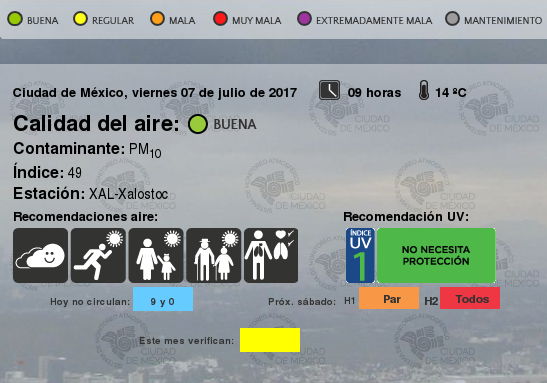 BUENA REGULAR MALA MUY MALA EXTREMADAMENTE MALA MANTENIMIENTO
Ciudad de México, viernes 07 de julio de 2017 09 horas 14 ºC
Calidad del aire: BUENA
Contaminante: PM10
Índice: 49
Estación: XAL-Xalostoc
Recomendaciones aire: Recomendación UV:
ÍNDICE
UV
1
NO NECESITA
PROTECCIÓN
Hoy no circulan: 9 y 0 Próx. sábado: H1 Par H2 Todos
Este mes verifican:
CIUDAD
DE MÉXICO